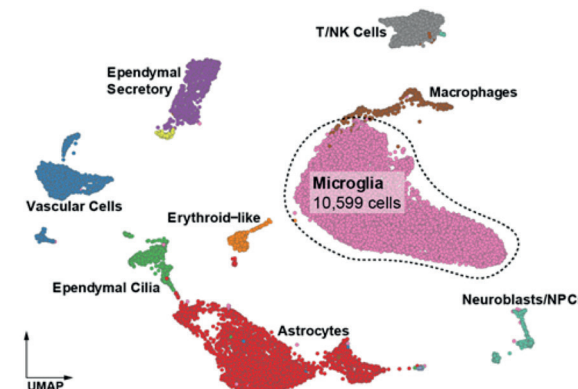 T/NK Cells
Ependymal
Secretory
Macrophages
Microglia
10,599 cells
Vascular Cells
Erythroid-like
Ependymal Cilia
Neuroblasts/NPC
Astrocytes
UMAP